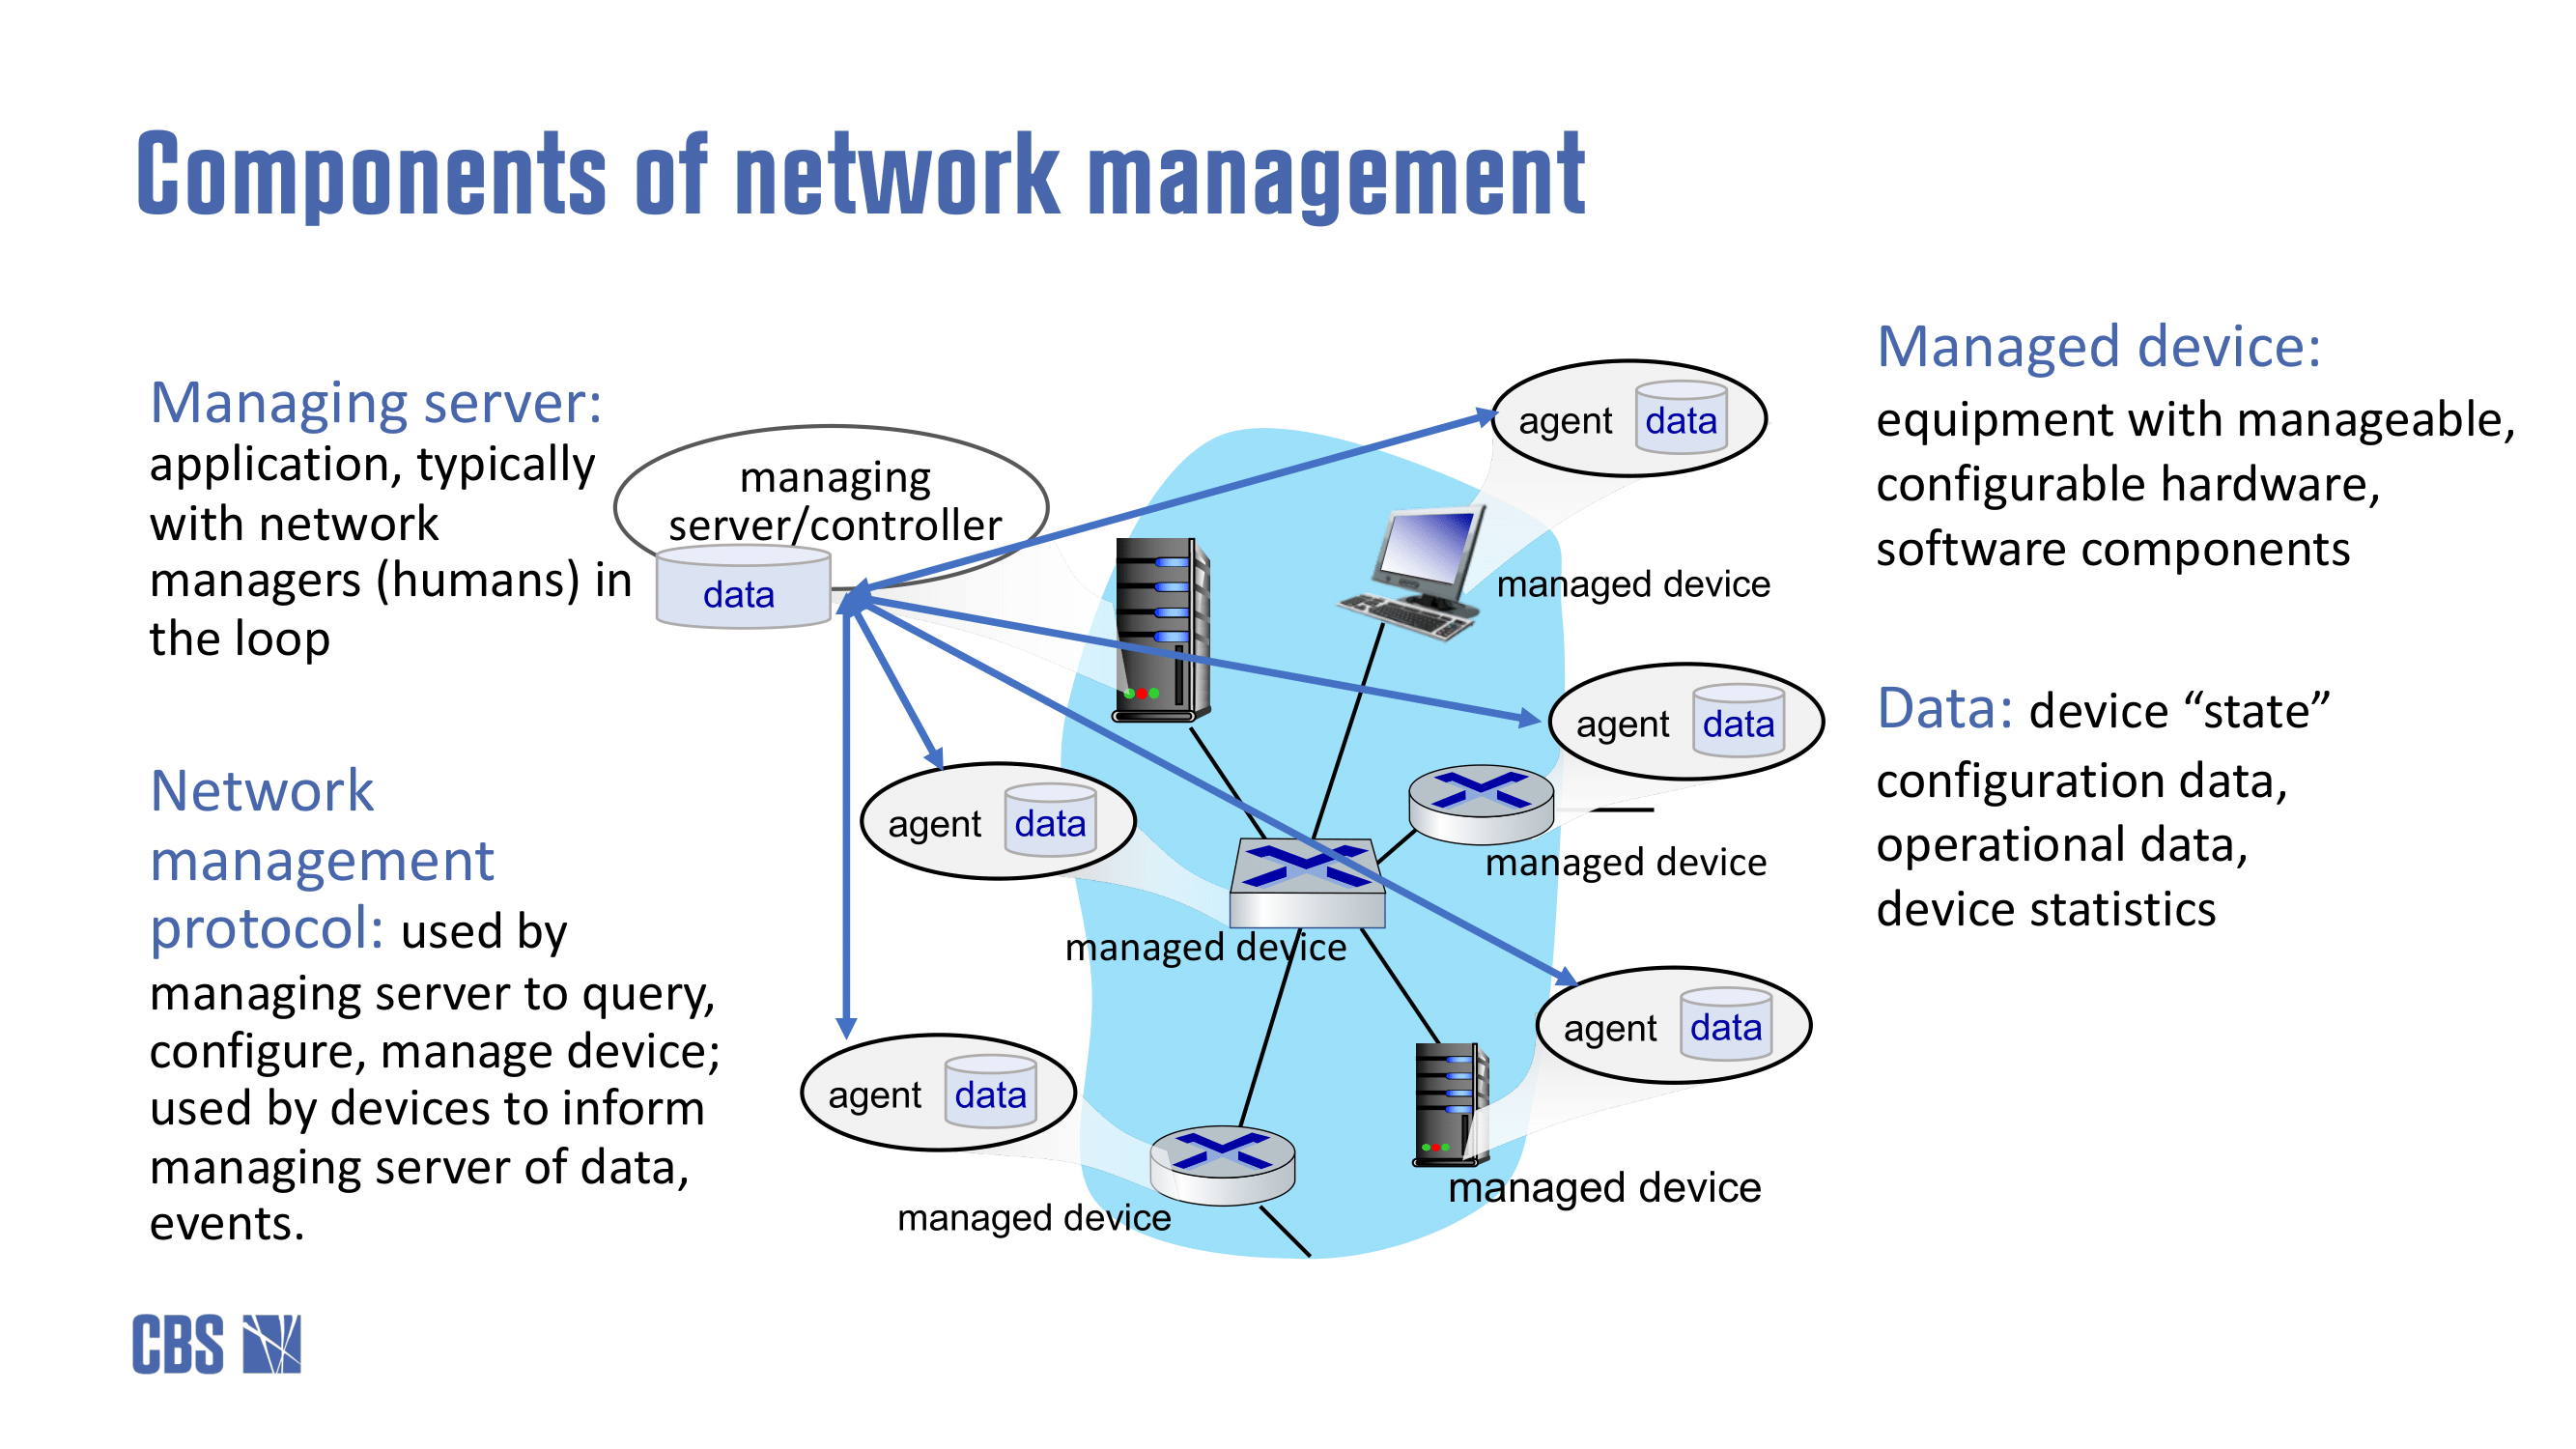 Components of network management
Managing server:
application, typically
with network
managers (humans) in
the loop
Network
management
protocol: used by
managing server to query,
configure, manage device;
used by devices to inform
managing server of data,
events.
managing
server/controller
data
agent data
managed device
agent data
managed device
agent data
managed device
agent data
managed device
agent data
managed device
Managed device:
equipment with manageable,
configurable hardware,
software components
Data: device “state”
configuration data,
operational data,
device statistics
CBS